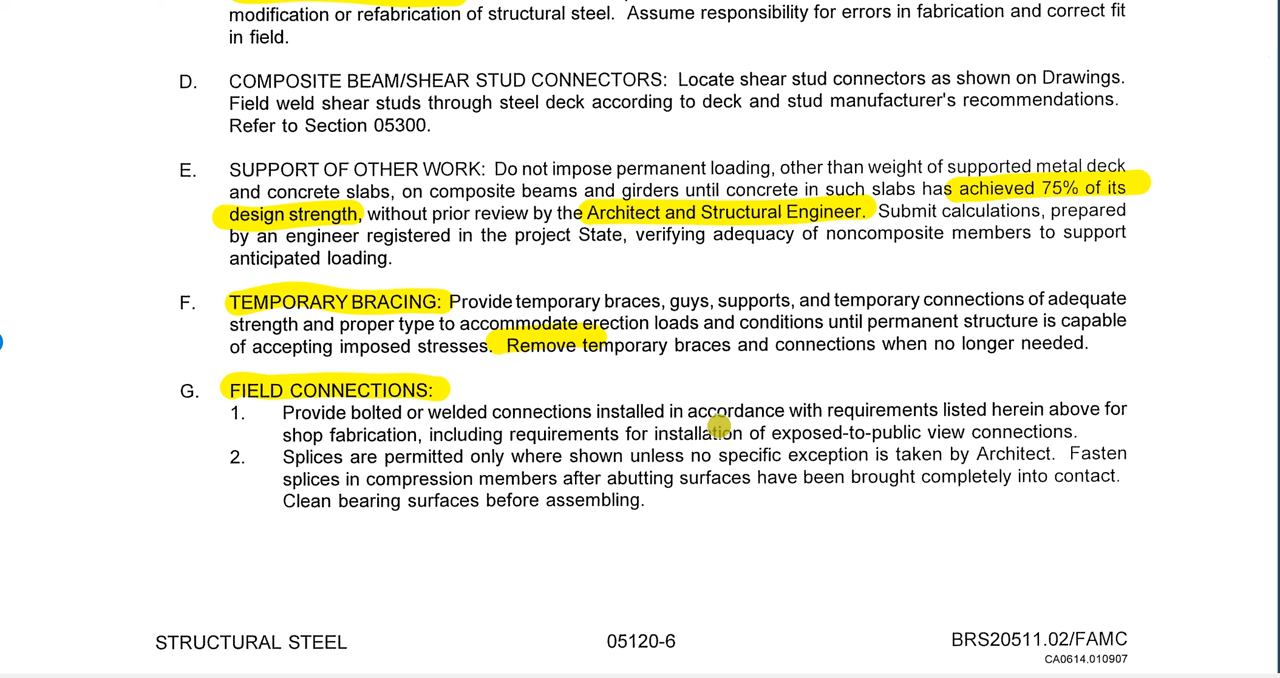 modification or refabrication of structural steel. Assume responsibility for errors in fabrication and correct fit
in field.
D. COMPOSITE BEAM/SHEAR STUD CONNECTORS: Locate shear stud connectors as shown on Drawings.
Field weld shear studs through steel deck according to deck and stud manufacturer's recommendations.
Refer to Section 05300.
E. SUPPORT OF OTHER WORK: Do not impose permanent loading, other than weight of supported metal deck
and concrete slabs, on composite beams and girders until concrete in such slabs has achieved 75% of its
design strength, without prior review by the Architect and Structural Engineer. Submit calculations, prepared
by an engineer registered in the project State, verifying adequacy of noncomposite members to support
anticipated loading.
F. TEMPORARY BRACING: Provide temporary braces, guys, supports, and temporary connections of adequate
strength and proper type to accommodate erection loads and conditions until permanent structure is capable
of accepting imposed stresses. Remove temporary braces and connections when no longer needed.
G. FIELD CONNECTIONS:
1. Provide bolted or welded connections installed in accordance with requirements listed herein above for
shop fabrication, including requirements for installation of exposed-to-public view connections.
2. Splices are permitted only where shown unless no specific exception is taken by Architect. Fasten
splices in compression members after abutting surfaces have been brought completely into contact.
Clean bearing surfaces before assembling.
STRUCTURAL STEEL 05120-6 BRS20511.02/FAMC
CA0614.010907